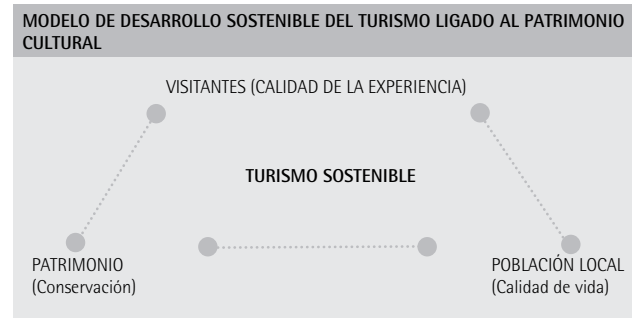 MODELO DE DESARROLLO SOSTENIBLE DEL TURISMO LIGADO AL PATRIMONIO
CULTURAL
VISITANTES (CALIDAD DE LA EXPERIENCIA)
TURISMO SOSTENIBLE
PATRIMONIO
(Conservación)
POBLACIÓN LOCAL
(Calidad de vida)